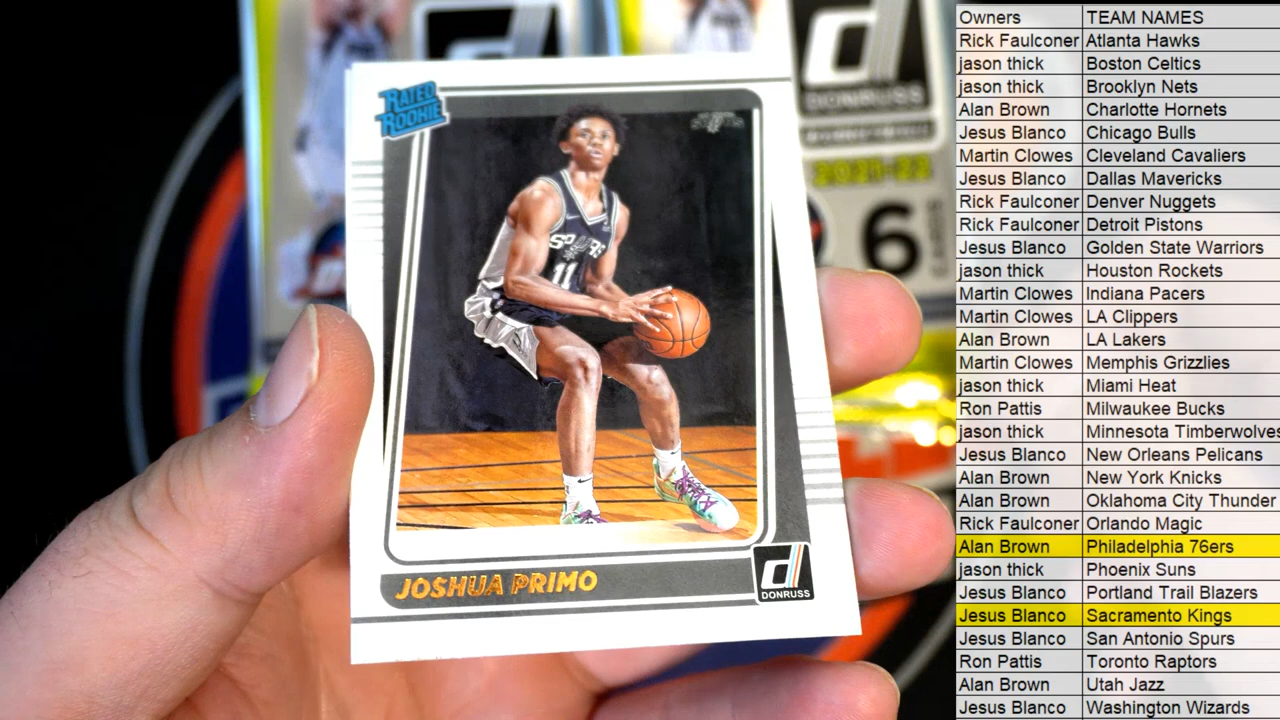 RATED
ROOKIE
SPURS
11
JOSHUA PRIMO
d
DONRUSS
d
DONRUSS
2021-22
6
CARDS
Owners TEAM NAMES
Rick Faulconer Atlanta Hawks
jason thick Boston Celtics
jason thick Brooklyn Nets
Alan Brown Charlotte Hornets
Jesus Blanco Chicago Bulls
Martin Clowes Cleveland Cavaliers
Jesus Blanco Dallas Mavericks
Rick Faulconer Denver Nuggets
Rick Faulconer Detroit Pistons
Jesus Blanco Golden State Warriors
jason thick Houston Rockets
Martin Clowes Indiana Pacers
Martin Clowes LA Clippers
Alan Brown LA Lakers
Martin Clowes Memphis Grizzlies
jason thick Miami Heat
Ron Pattis Milwaukee Bucks
jason thick Minnesota Timberwolves
Jesus Blanco New Orleans Pelicans
Alan Brown New York Knicks
Alan Brown Oklahoma City Thunder
Rick Faulconer Orlando Magic
Alan Brown Philadelphia 76ers
jason thick Phoenix Suns
Jesus Blanco Portland Trail Blazers
Jesus Blanco Sacramento Kings
Jesus Blanco San Antonio Spurs
Ron Pattis Toronto Raptors
Alan Brown Utah Jazz
Jesus Blanco Washington Wizards